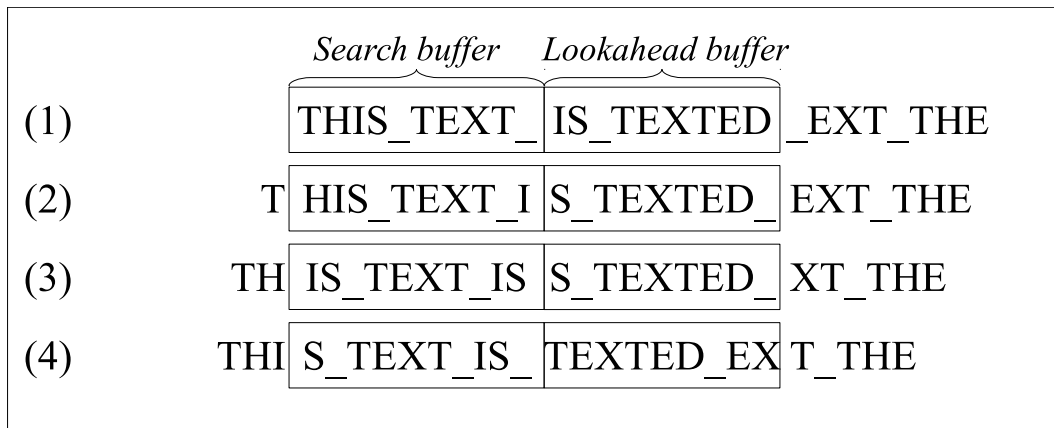 Search buffer Lookahead buffer
(1) THIS_TEXT_ IS_TEXTED _EXT_THE
(2) T HIS_TEXT_I S_TEXTED_ EXT_THE
(3) TH IS_TEXT_IS S_TEXTED_ XT_THE
(4) THI S_TEXT_IS_ TEXTED_EX T_THE